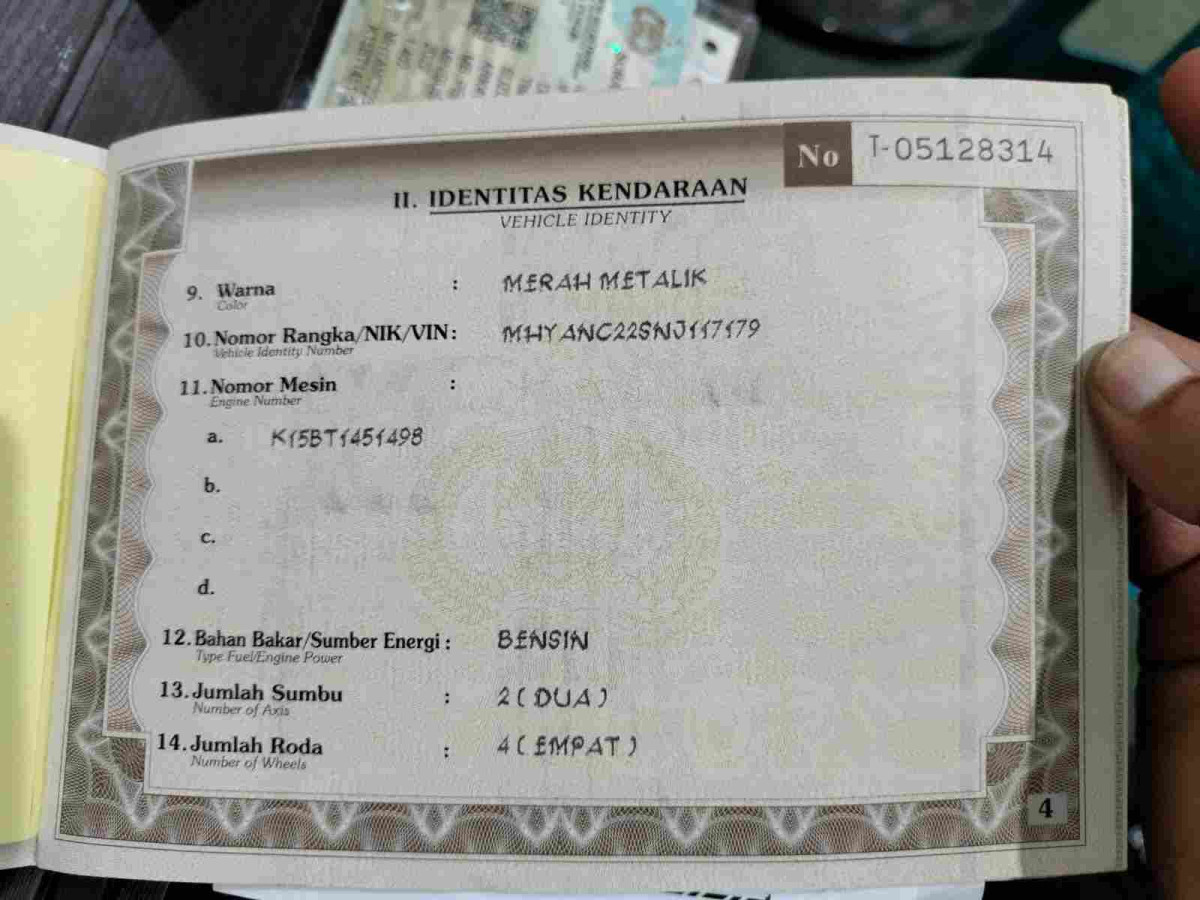 No T-05128314
II. IDENTITAS KENDARAAN
VEHICLE IDENTITY
9. Warna : MERAH METALIK
Color
10. Nomor Rangka/NIK/VIN : MHYANC22SNJ117179
Vehicle Identity Number
11. Nomor Mesin :
Engine Number
a. K15BT1451498
b.
c.
d.
12. Bahan Bakar/Sumber Energi : BENSIN
Type Fuel/Engine Power
13. Jumlah Sumbu : 2 ( DUA )
Number of Axis
14. Jumlah Roda : 4 ( EMPAT )
Number of Wheels
4